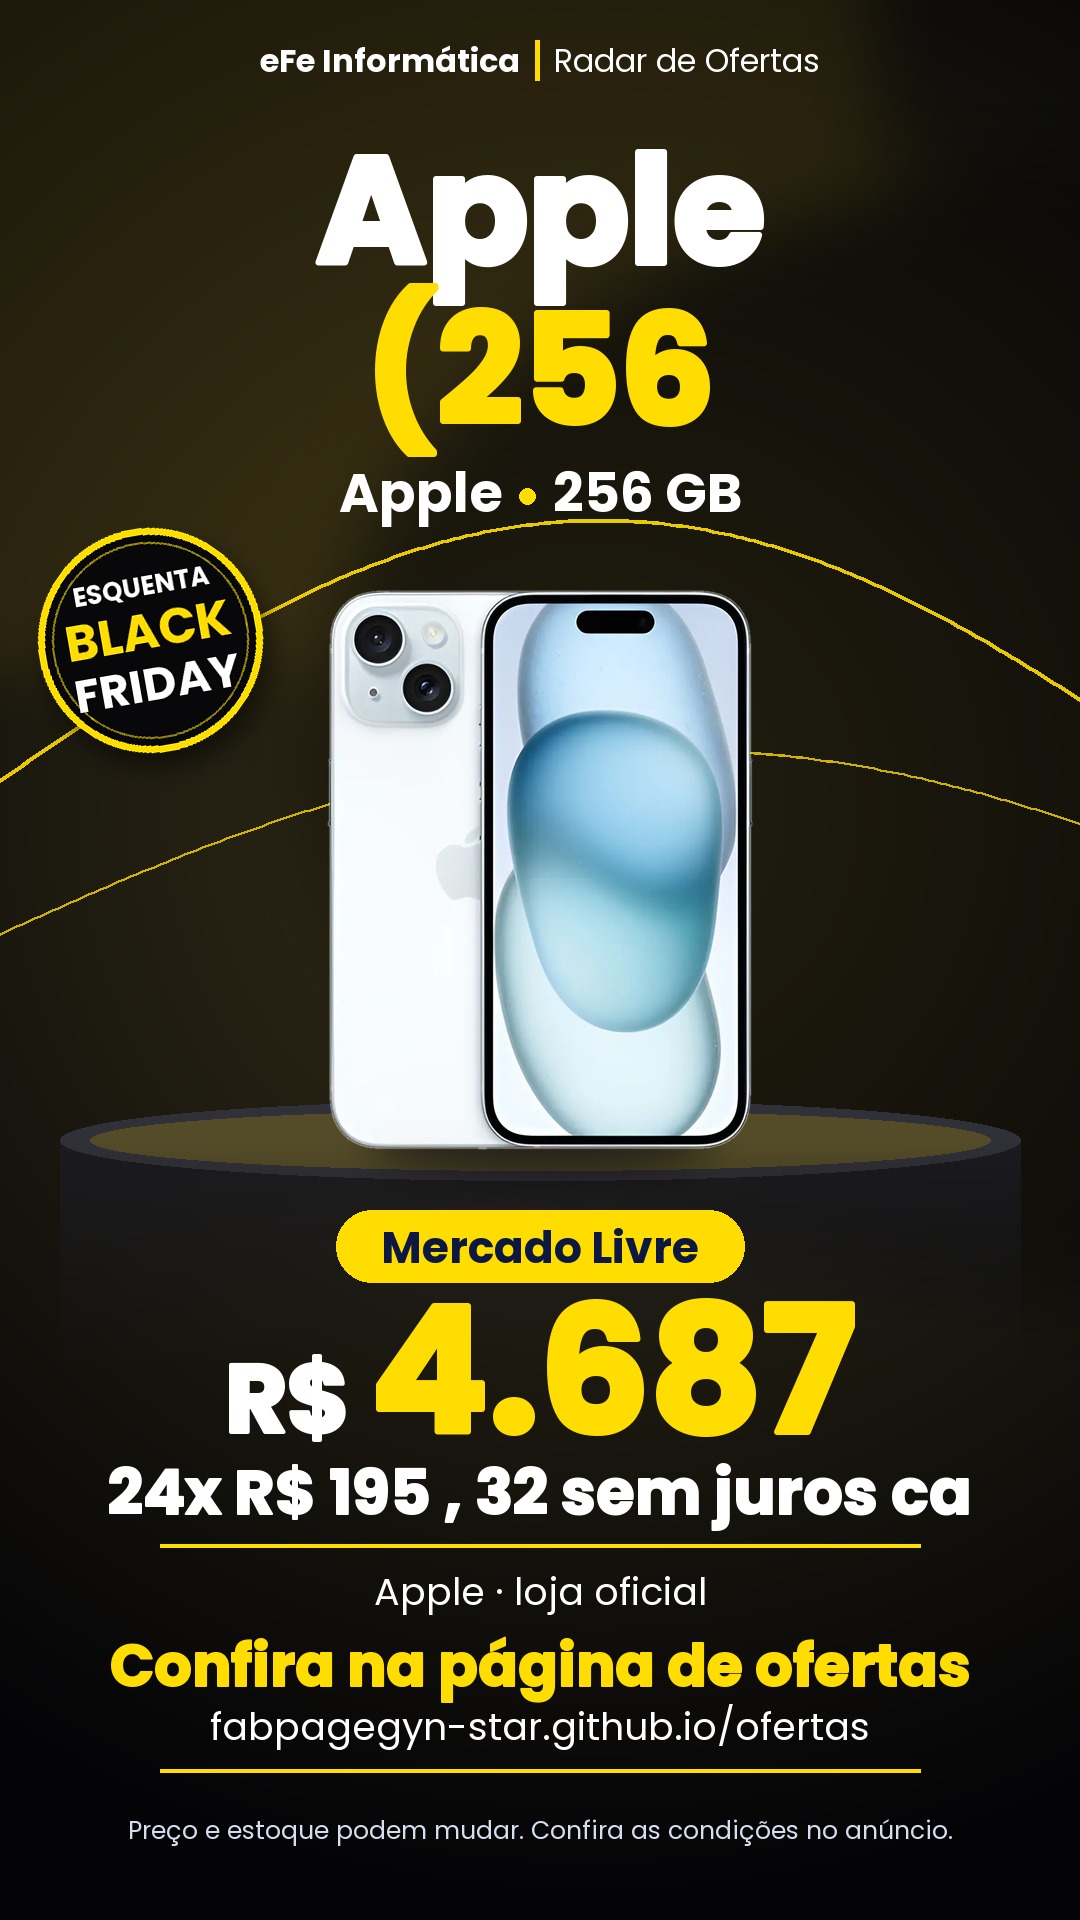 eFe Informática | Radar de Ofertas
Apple
(256
Apple • 256 GB
ESQUENTA
BLACK
FRIDAY
Mercado Livre
R$ 4.687
24x R$ 195 , 32 sem juros ca
Apple · loja oficial
Confira na página de ofertas
fabpagegyn-star.github.io/ofertas
Preço e estoque podem mudar. Confira as condições no anúncio.